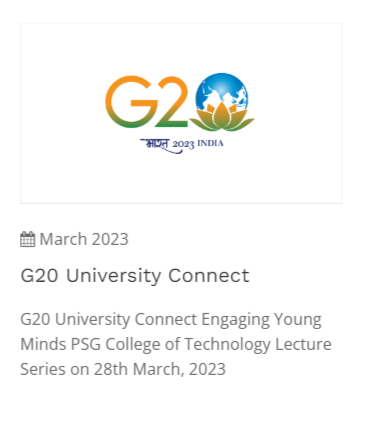 G20
भारत 2023 INDIA
March 2023
G20 University Connect
G20 University Connect Engaging Young
Minds PSG College of Technology Lecture
Series on 28th March, 2023